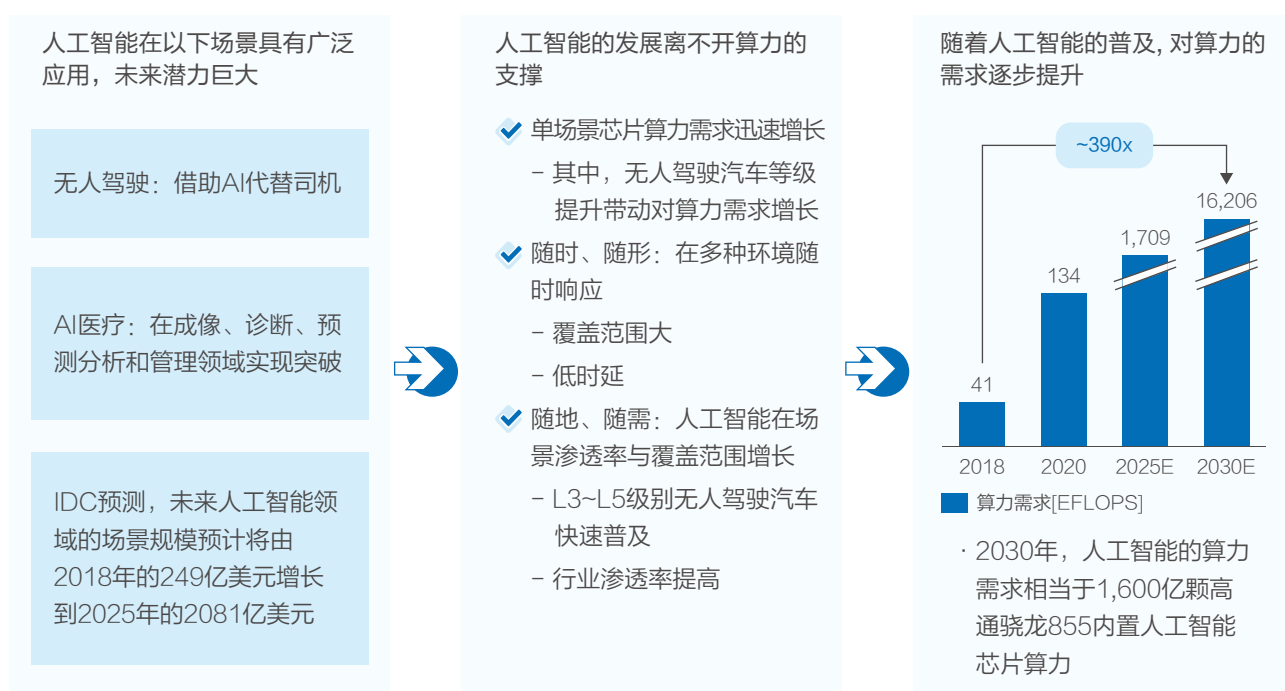 人工智能在以下场景具有广泛
应用，未来潜力巨大
无人驾驶：借助AI代替司机
AI医疗：在成像、诊断、预
测分析和管理领域实现突破
IDC预测，未来人工智能领
域的场景规模预计将由
2018年的249亿美元增长
到2025年的2081亿美元
人工智能的发展离不开算力的
支撑
单场景芯片算力需求迅速增长
– 其中，无人驾驶汽车等级
提升带动对算力需求增长
随时、随形：在多种环境随
时响应
– 覆盖范围大
– 低时延
随地、随需：人工智能在场
景渗透率与覆盖范围增长
– L3~L5级别无人驾驶汽车
快速普及
– 行业渗透率提高
随着人工智能的普及, 对算力的
需求逐步提升
~390x
16,206
1,709
134
41
2018 2020 2025E 2030E
算力需求[EFLOPS]
· 2030年，人工智能的算力
需求相当于1,600亿颗高
通骁龙855内置人工智能
芯片算力